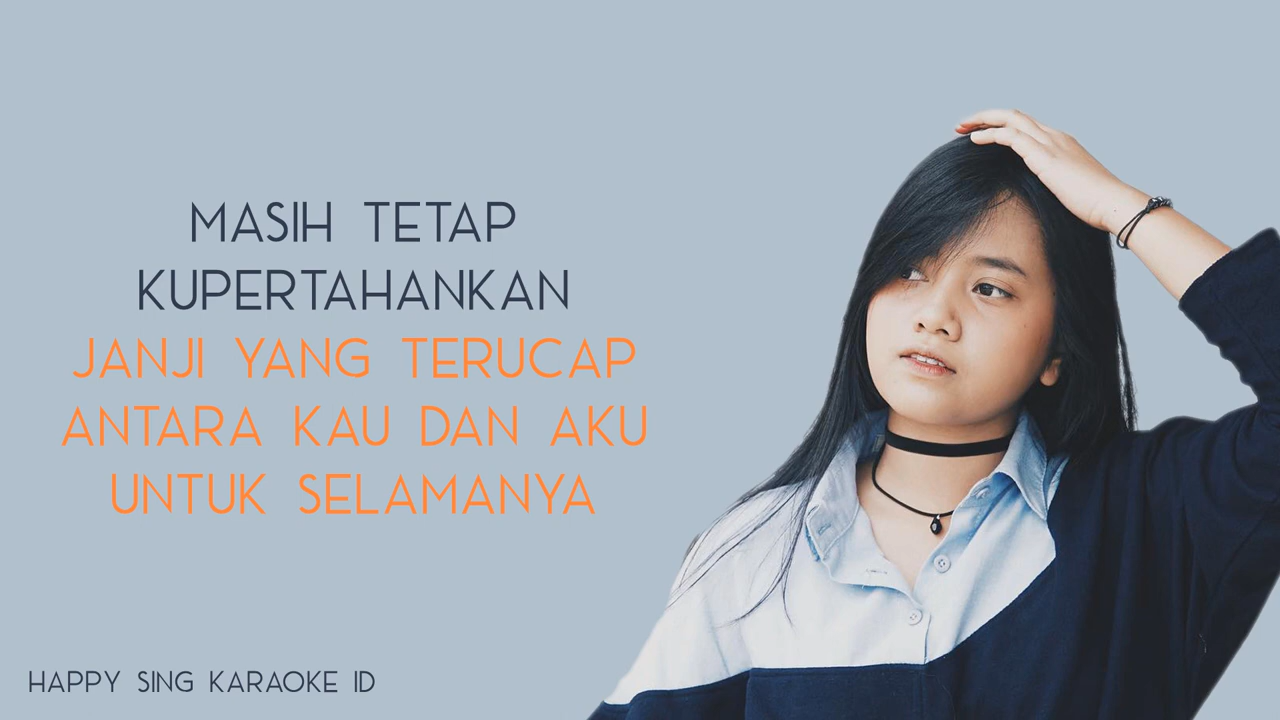 MASIH TETAP
KUPERTAHANKAN
JANJI YANG TERUCAP
ANTARA KAU DAN AKU
UNTUK SELAMANYA
HAPPY SING KARAOKE ID